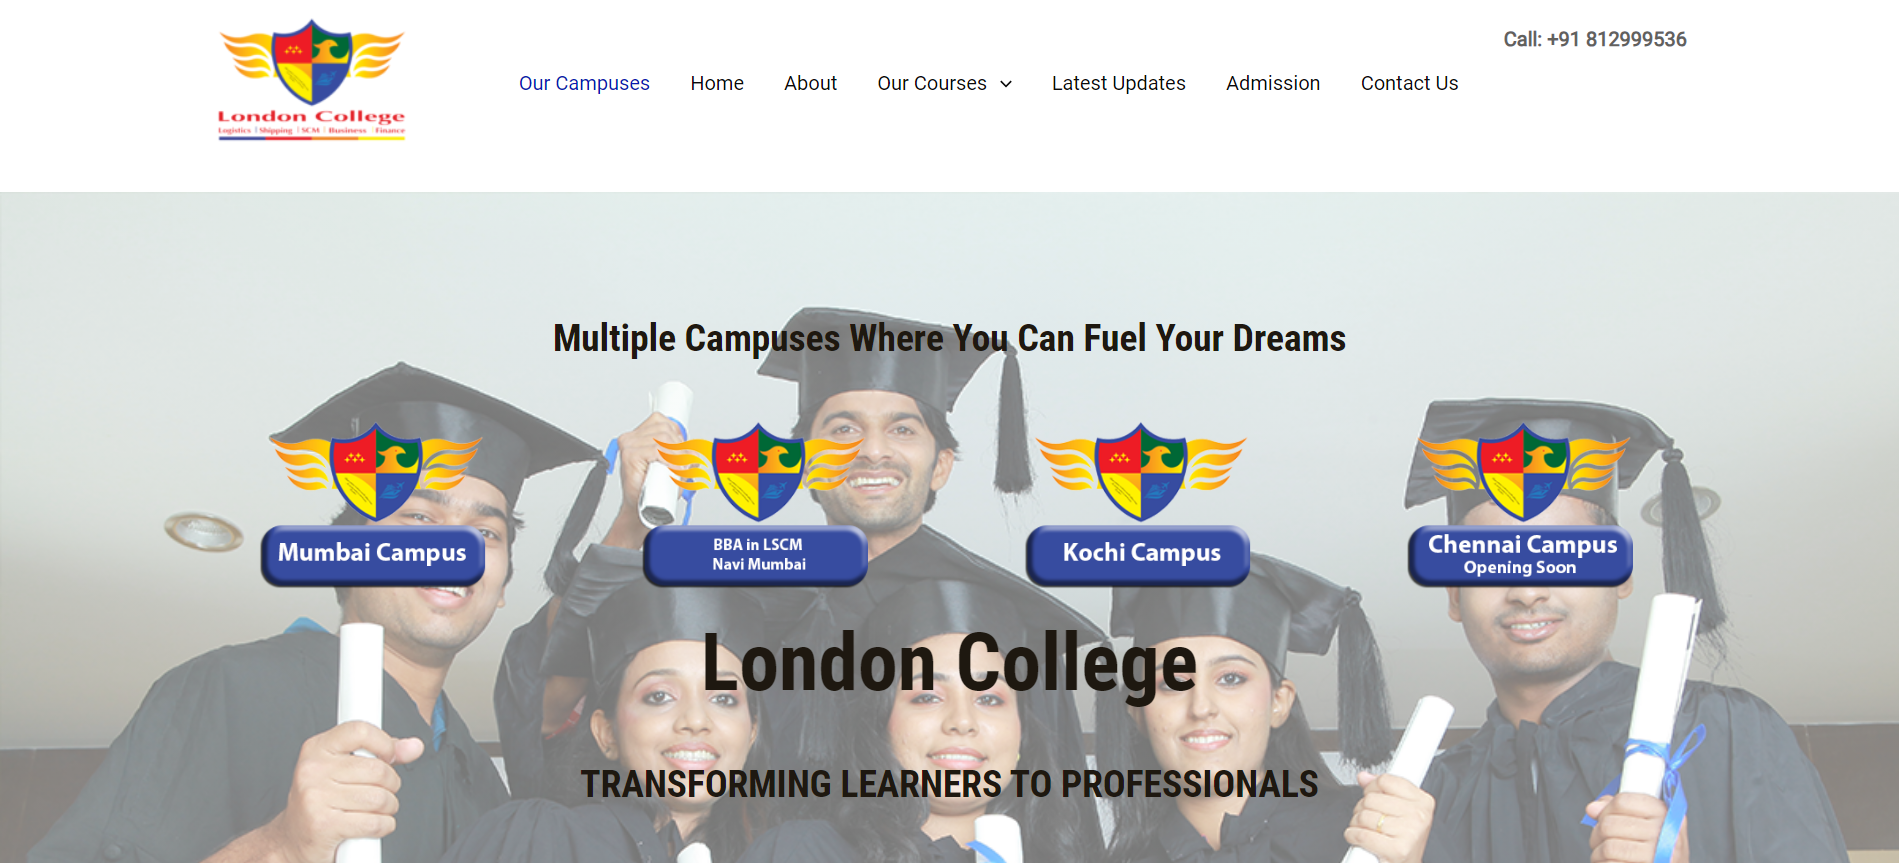 London College
Logistics | Shipping | SCM | Business | Finance
Call: +91 812999536
Our Campuses
Home
About
Our Courses
Latest Updates
Admission
Contact Us
Multiple Campuses Where You Can Fuel Your Dreams
Mumbai Campus
BBA in LSCM
Navi Mumbai
Kochi Campus
Chennai Campus
Opening Soon
London College
TRANSFORMING LEARNERS TO PROFESSIONALS